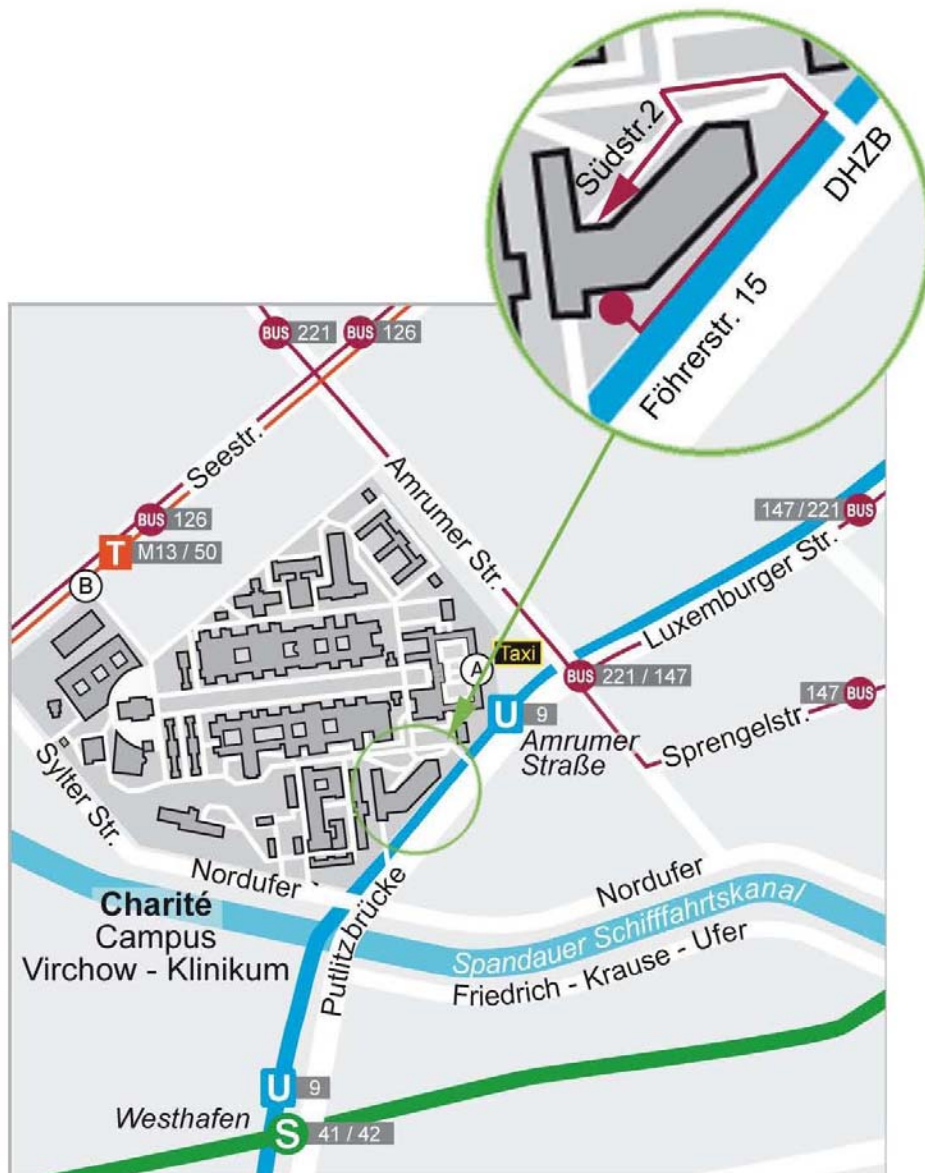 Südstr.2
DHZB
Föhrerstr. 15
BUS 221
BUS 126
Seestr.
Amrumer Str.
BUS 126
T M13 / 50
B
147 / 221 BUS
Luxemburger Str.
Taxi
A
BUS 221 / 147
147 BUS
Sprengelstr.
U 9
Amrumer
Straße
Sylter Str.
Nordufer
Nordufer
Charité
Campus
Virchow - Klinikum
Putlitzbrücke
Spandauer Schifffahrtskanal
Friedrich - Krause - Ufer
U 9
Westhafen
S 41 / 42